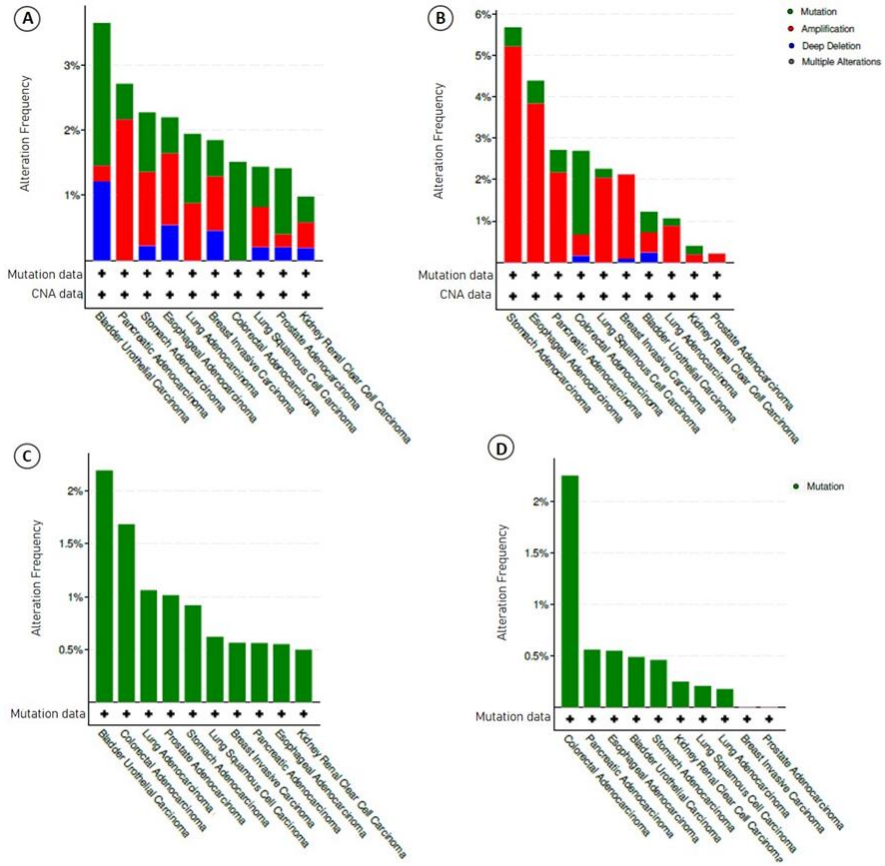 A
Alteration Frequency
3%
2%
1%
Mutation data
CNA data
Bladder Urothelial Carcinoma
Pancreatic Adenocarcinoma
Stomach Adenocarcinoma
Esophageal Adenocarcinoma
Lung Adenocarcinoma
Breast Invasive Carcinoma
Colorectal Adenocarcinoma
Lung Squamous Cell Carcinoma
Prostate Adenocarcinoma
Kidney Renal Clear Cell Carcinoma
B
Alteration Frequency
6%
5%
4%
3%
2%
1%
Mutation data
CNA data
Stomach Adenocarcinoma
Esophageal Adenocarcinoma
Pancreatic Adenocarcinoma
Colorectal Adenocarcinoma
Lung Squamous Cell Carcinoma
Breast Invasive Carcinoma
Bladder Urothelial Carcinoma
Lung Adenocarcinoma
Kidney Renal Clear Cell Carcinoma
Prostate Adenocarcinoma
Mutation
Amplification
Deep Deletion
Multiple Alterations
C
Alteration Frequency
2%
1.5%
1%
0.5%
Mutation data
Bladder Urothelial Carcinoma
Colorectal Adenocarcinoma
Lung Adenocarcinoma
Prostate Adenocarcinoma
Stomach Adenocarcinoma
Lung Squamous Cell Carcinoma
Breast Invasive Carcinoma
Pancreatic Adenocarcinoma
Esophageal Adenocarcinoma
Kidney Renal Clear Cell Carcinoma
D
Alteration Frequency
2%
1.5%
1%
0.5%
Mutation data
Colorectal Adenocarcinoma
Pancreatic Adenocarcinoma
Esophageal Adenocarcinoma
Bladder Urothelial Carcinoma
Stomach Adenocarcinoma
Kidney Renal Clear Cell Carcinoma
Lung Squamous Cell Carcinoma
Lung Adenocarcinoma
Breast Invasive Carcinoma
Prostate Adenocarcinoma
Mutation